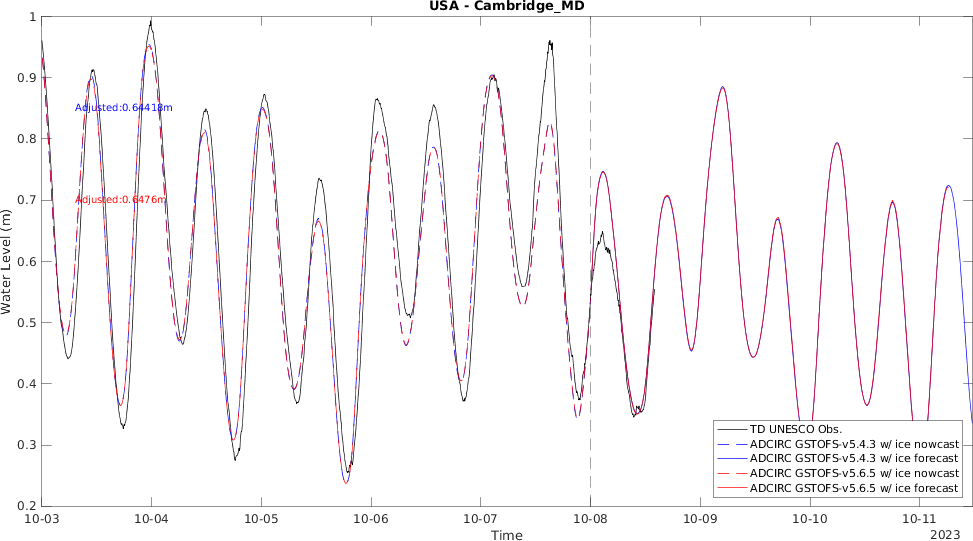 USA - Cambridge_MD
1
0.9
Adjusted:0.64418m
0.8
0.7
Adjusted:0.6476m
0.6
0.5
0.4
0.3
0.2
Water Level (m)
TD UNESCO Obs.
ADCIRC GSTOFS-v5.4.3 w/ ice nowcast
ADCIRC GSTOFS-v5.4.3 w/ ice forecast
ADCIRC GSTOFS-v5.6.5 w/ ice nowcast
ADCIRC GSTOFS-v5.6.5 w/ ice forecast
10-03 10-04 10-05 10-06 10-07 10-08 10-09 10-10 10-11
Time
2023